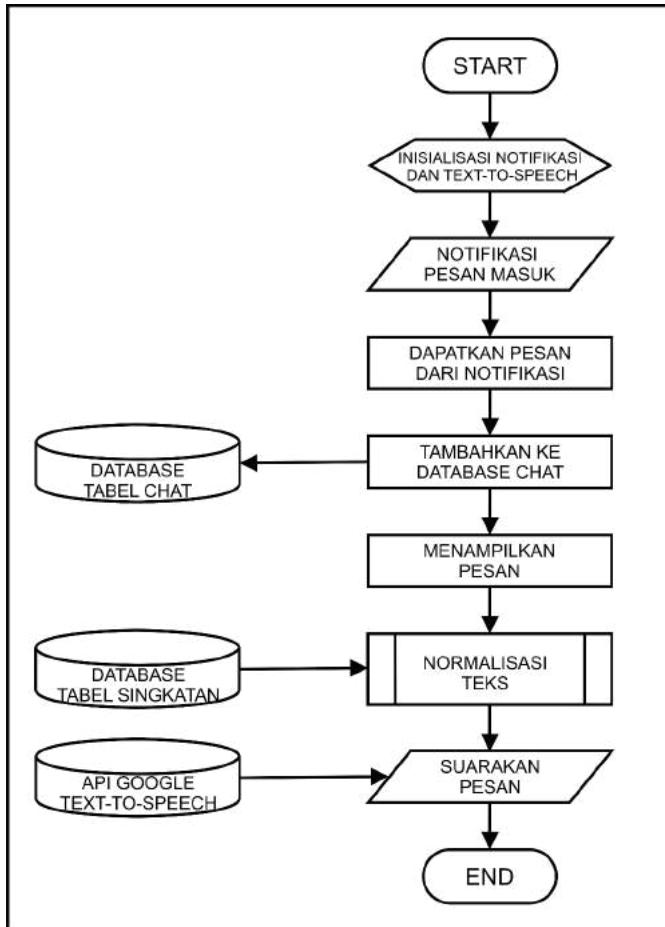 START
INISIALISASI NOTIFIKASI
DAN TEXT-TO-SPEECH
NOTIFIKASI
PESAN MASUK
DAPATKAN PESAN
DARI NOTIFIKASI
TAMBAHKAN KE
DATABASE CHAT
DATABASE
TABEL CHAT
MENAMPILKAN
PESAN
NORMALISASI
TEKS
DATABASE
TABEL SINGKATAN
SUARAKAN
PESAN
API GOOGLE
TEXT-TO-SPEECH
END